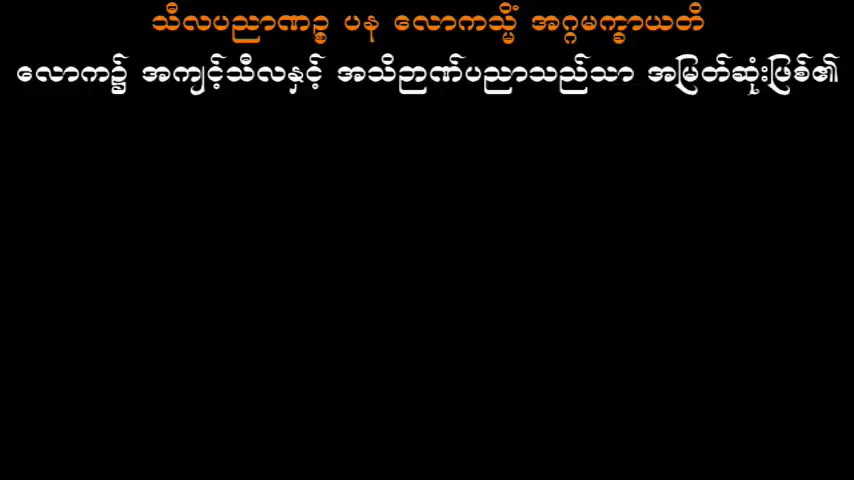 သီလပညာဏဉ္စ ပန လောကသ္မိံ အဂ္ဂမက္ခာယတိ
လောက၌ အကျင့်သီလနှင့် အသိဉာဏ်ပညာသည်သာ အမြတ်ဆုံးဖြစ်၏